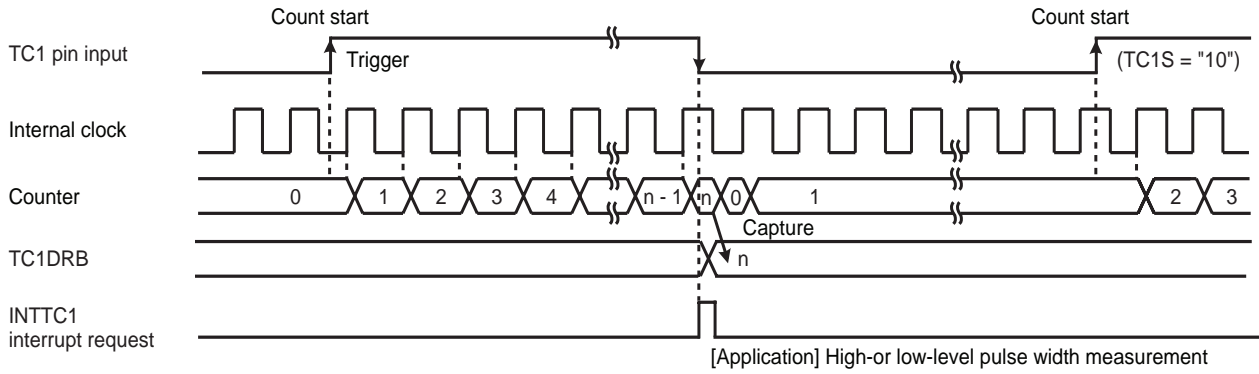 Count start
Count start
TC1 pin input
Trigger
(TC1S = "10")
Internal clock
Counter
0
1
2
3
4
n - 1
n
0
1
2
3
Capture
TC1DRB
n
INTTC1
interrupt request
[Application] High-or low-level pulse width measurement